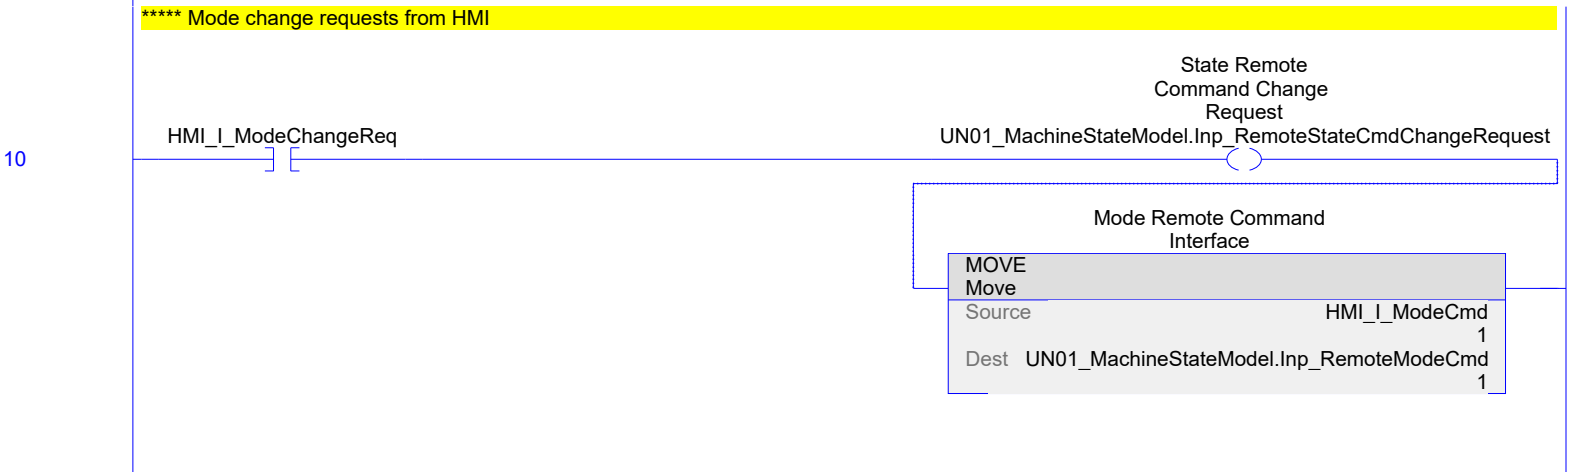 ***** Mode change requests from HMI
State Remote
Command Change
Request
HMI_I_ModeChangeReq
UN01_MachineStateModel.Inp_RemoteStateCmdChangeRequest
10
Mode Remote Command
Interface
MOVE
Move
Source HMI_I_ModeCmd
1
Dest UN01_MachineStateModel.Inp_RemoteModeCmd
1